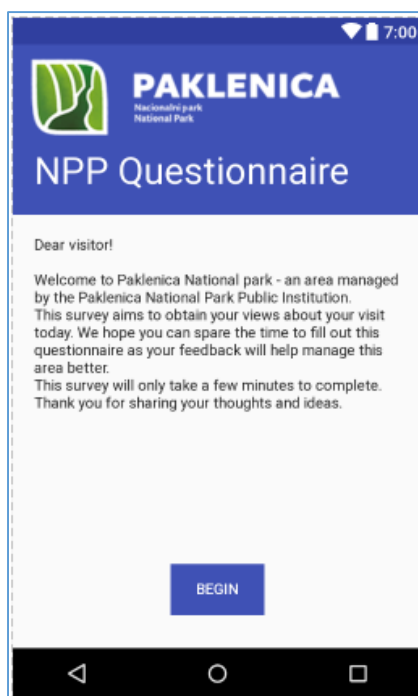 7:00
PAKLENICA
Nacionalni park
National Park
NPP Questionnaire
Dear visitor!
Welcome to Paklenica National park - an area managed
by the Paklenica National Park Public Institution.
This survey aims to obtain your views about your visit
today. We hope you can spare the time to fill out this
questionnaire as your feedback will help manage this
area better.
This survey will only take a few minutes to complete.
Thank you for sharing your thoughts and ideas.
BEGIN